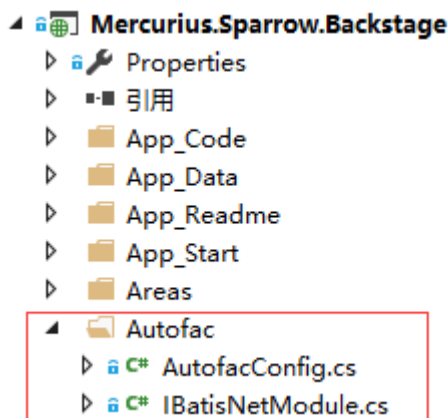 Mercurius.Sparrow.Backstage
Properties
引用
App_Code
App_Data
App_Readme
App_Start
Areas
Autofac
C# AutofacConfig.cs
C# IBatisNetModule.cs